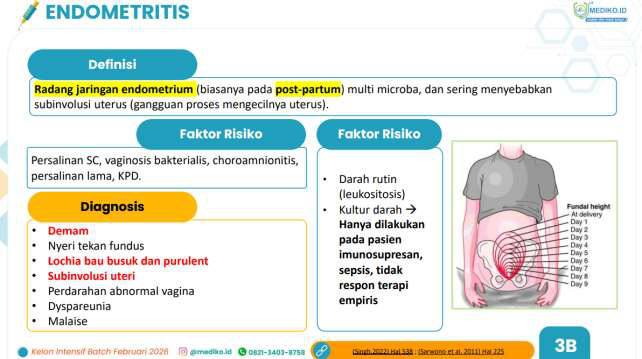 ENDOMETRITIS
MEDIKO.ID
Definisi
Radang jaringan endometrium (biasanya pada post-partum) multi microba, dan sering menyebabkan
subinvolusi uterus (gangguan proses mengecilnya uterus).
Faktor Risiko
Persalinan SC, vaginosis bakterialis, choroamnionitis,
persalinan lama, KPD.
Diagnosis
• Demam
• Nyeri tekan fundus
• Lochia bau busuk dan purulent
• Subinvolusi uteri
• Perdarahan abnormal vagina
• Dyspareunia
• Malaise
Faktor Risiko
• Darah rutin
(leukositosis)
• Kultur darah →
Hanya dilakukan
pada pasien
imunosupresan,
sepsis, tidak
respon terapi
empiris
Fundal height
At delivery
Day 1
Day 2
Day 3
Day 4
Day 5
Day 6
Day 7
Day 8
Day 9
Kelan Intensif Batch Februari 2026
@mediko.id
0821-3403-8758
(Singh,2022) Hal 538 ; (Sarwono et al, 2011) Hal 225
3B